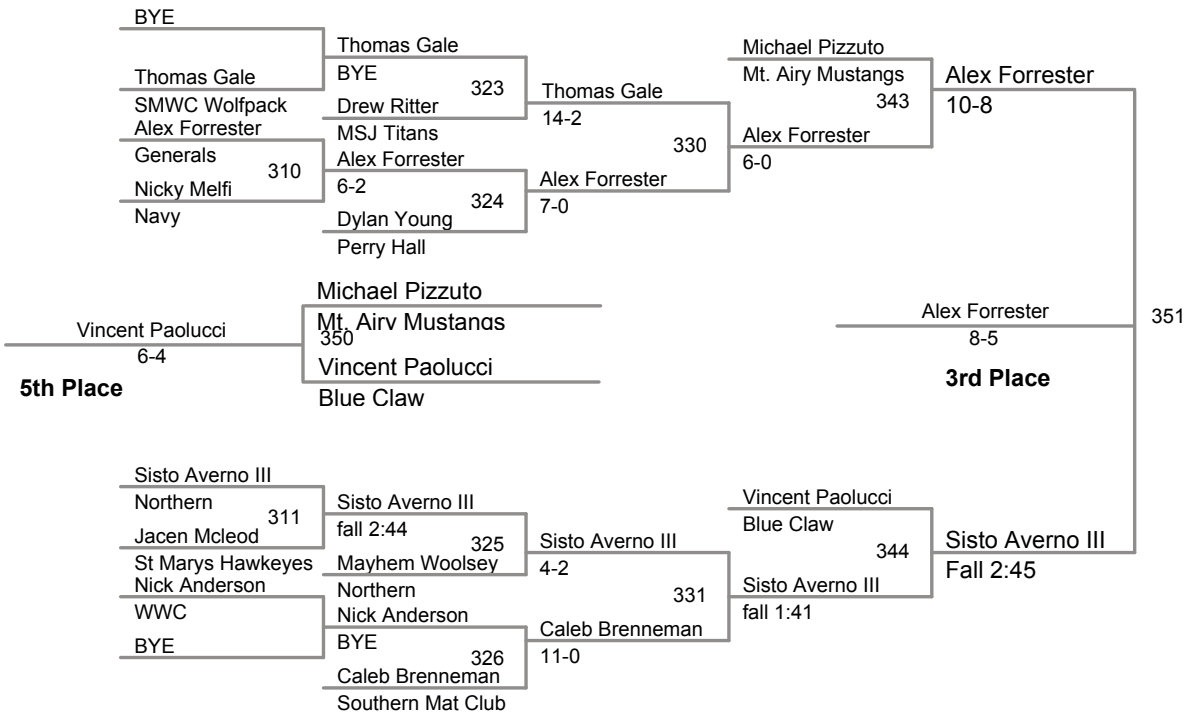 BYE
Thomas Gale
SMWC Wolfpack
Alex Forrester
Generals
310
Nicky Melfi
Navy
Thomas Gale
BYE
323
Drew Ritter
MSJ Titans
Alex Forrester
6-2
324
Dylan Young
Perry Hall
Thomas Gale
14-2
330
Alex Forrester
7-0
Michael Pizzuto
Mt. Airy Mustangs
343
Alex Forrester
6-0
Alex Forrester
10-8
Michael Pizzuto
Mt. Airy Mustangs
350
Vincent Paolucci
Blue Claw
Vincent Paolucci
6-4
5th Place
Alex Forrester
8-5
3rd Place
351
Sisto Averno III
Northern
311
Jacen Mcleod
St Marys Hawkeyes
Nick Anderson
WWC
BYE
Sisto Averno III
fall 2:44
325
Mayhem Woolsey
Northern
Nick Anderson
BYE
326
Caleb Brenneman
Southern Mat Club
Sisto Averno III
4-2
331
Caleb Brenneman
11-0
Vincent Paolucci
Blue Claw
344
Sisto Averno III
fall 1:41
Sisto Averno III
Fall 2:45